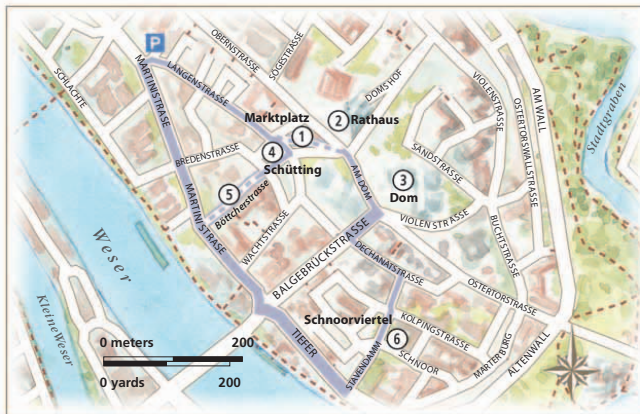 P
OBERNSTRASSE
SÖGESTRASSE
SCHLACHTE
MARTINISTRASSE
LANGENSTRASSE
DOMSHOF
VIOLENSTRASSE
OSTERTORSWALLSTRASSE
AM WALL
Stadtgraben
Marktplatz
1
2
Rathaus
BREDENSTRASSE
4
Schütting
SANDSTRASSE
3
Dom
AM DOM
5
Böttcherstrasse
MARTINISTRASSE
WACHTSTRASSE
VIOLENSTRASSE
BUCHTSTRASSE
Weser
BALGEBRÜCKSTRASSE
DECHANATSTRASSE
OSTERTORSTRASSE
Kleine Weser
Schnoorviertel
KOLPINGSTRASSE
6
SCHNOOR
MARTERBURG
ALTENWALL
TIEFER
STAVENDAMM
0 meters 200
0 yards 200